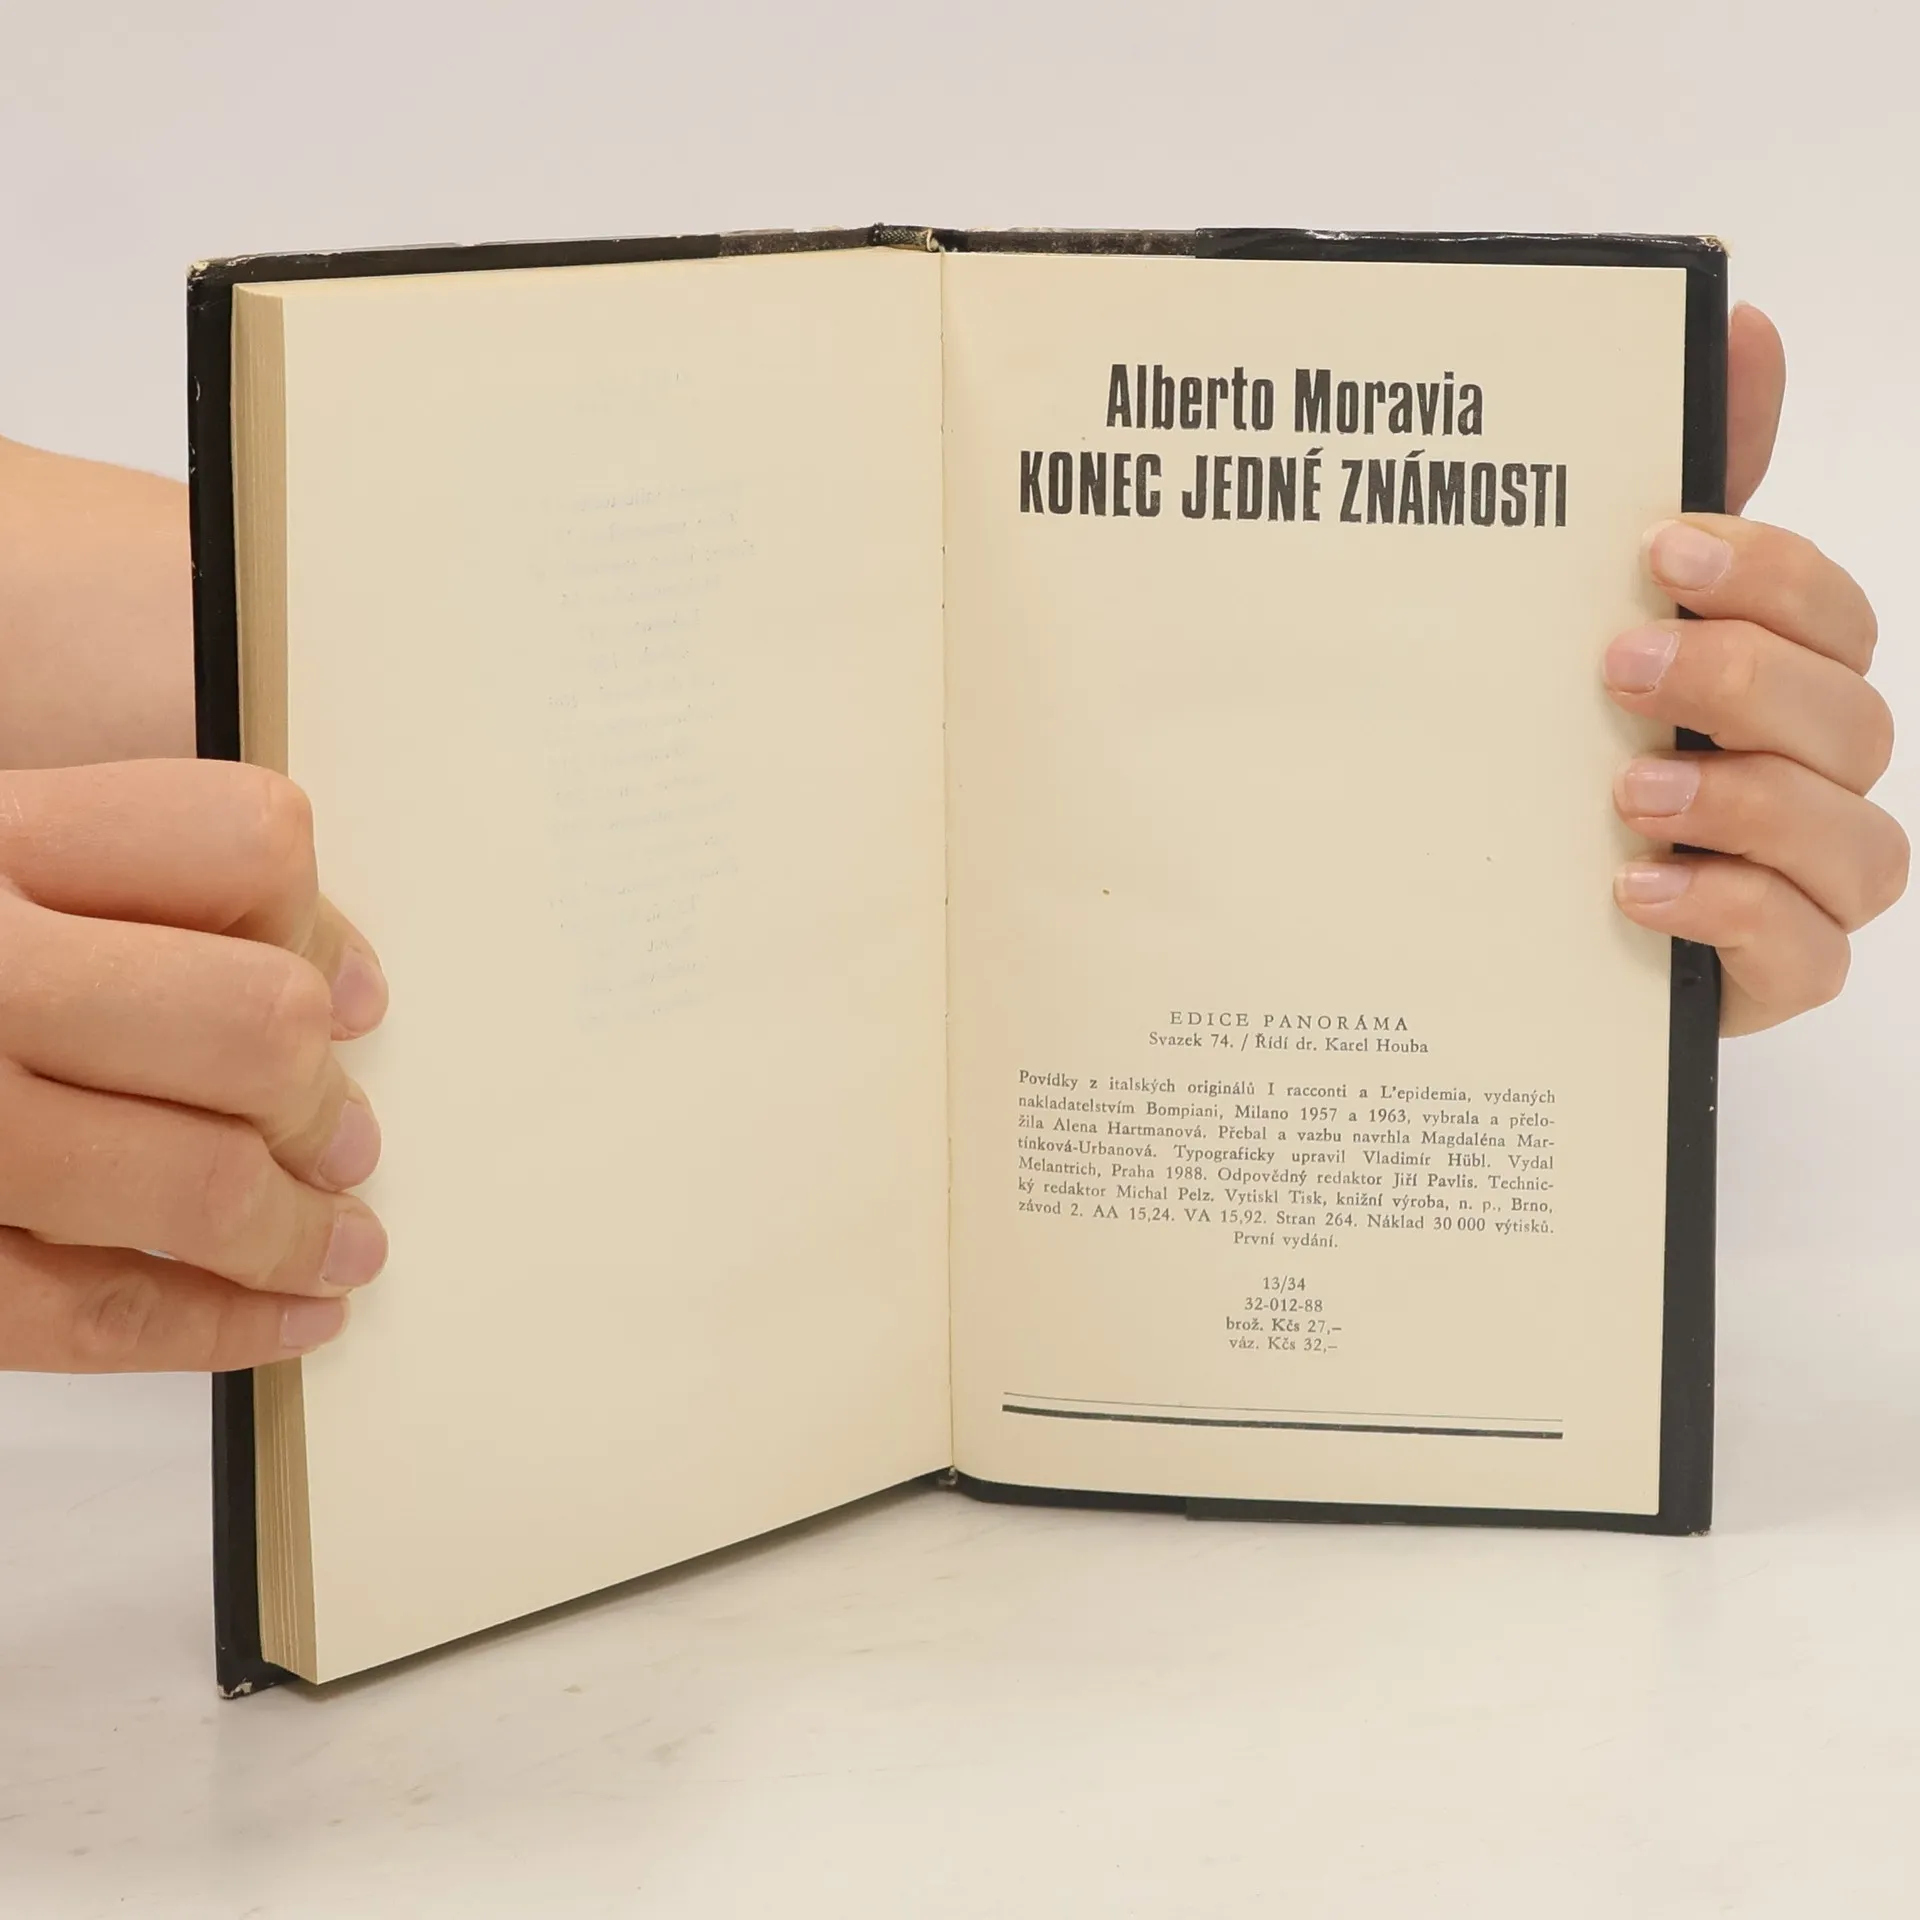 Alberto Moravia
KONEC JEDNÉ ZNÁMOSTI
EDICE PANORÁMA
Svazek 74. / Řídí dr. Karel Houba
Povídky z italských originálů I racconti a L'epidemia, vydaných
nakladatelstvím Bompiani, Milano 1957 a 1963, vybrala a přelo-
žila Alena Hartmanová. Přebal a vazbu navrhla Magdaléna Mar-
tínková-Urbanová. Typograficky upravil Vladimír Hübl. Vydal
Melantrich, Praha 1988. Odpovědný redaktor Jiří Pavlis. Technic-
ký redaktor Michal Pelz. Vytiskl Tisk, knižní výroba, n. p., Brno,
závod 2. AA 15,24. VA 15,92. Stran 264. Náklad 30 000 výtisků.
První vydání.
13/34
32-012-88
brož. Kčs 27,–
váz. Kčs 32,–